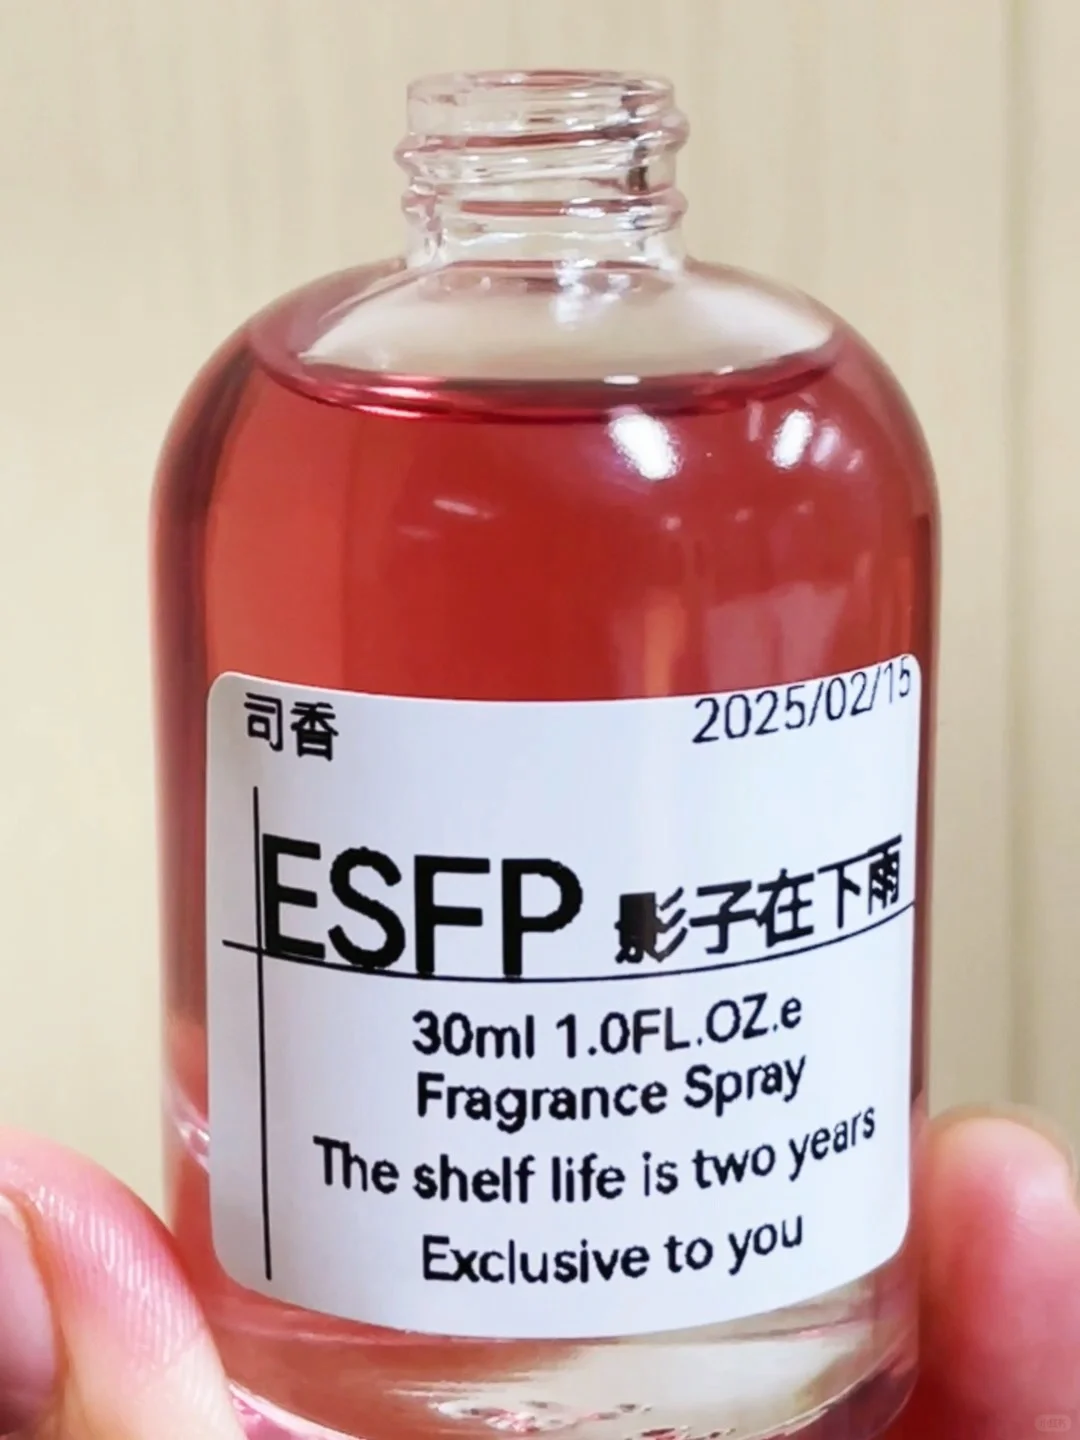 司香
2025/02/15
ESFP 影子在下雨
30ml 1.0FL.OZ.e
Fragrance Spray
The shelf life is two years
Exclusive to you